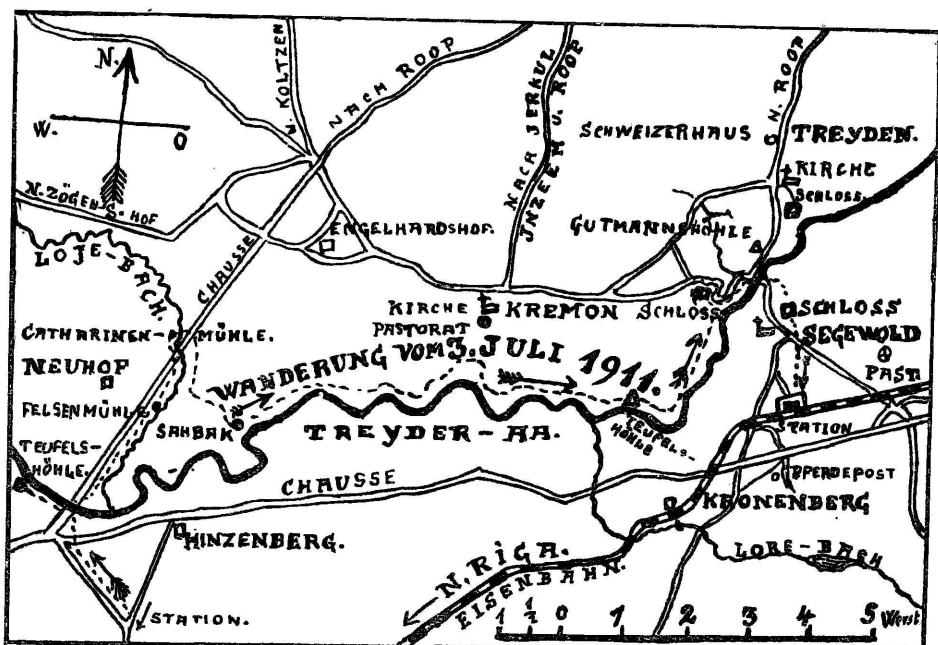 N.
W.
O
S.
N. KOLTZEN
NACH ROOP
NACH JERKUL
INZEEM U. ROOP
N. ROOP
SCHWEIZERHAUS
TREYDEN.
KIRCHE
SCHLOSS.
N. ZÖGENHOF
ENGELHARDSHOF.
GUTMANNSHÖHLE
LOJE-BACH.
CHAUSSE
KIRCHE
KREMON
SCHLOSS
PASTORAT
SCHLOSS
SEGEWOLD
PAST.
CATHARINEN-MÜHLE.
NEUHOF
WANDERUNG VOM 3. JULI 1911.
FELSENMÜHLE
SAHBAK
TREYDER-AA.
TEUFELS-
HÖHLE
TEUFELS-
HÖHLE.
STATION
PFERDEPOST
CHAUSSE
KRONENBERG
HINZENBERG.
LORE-BACH
N. RIGA.
EISENBAHN.
STATION.
1 ½ 0 1 2 3 4 5 Werst